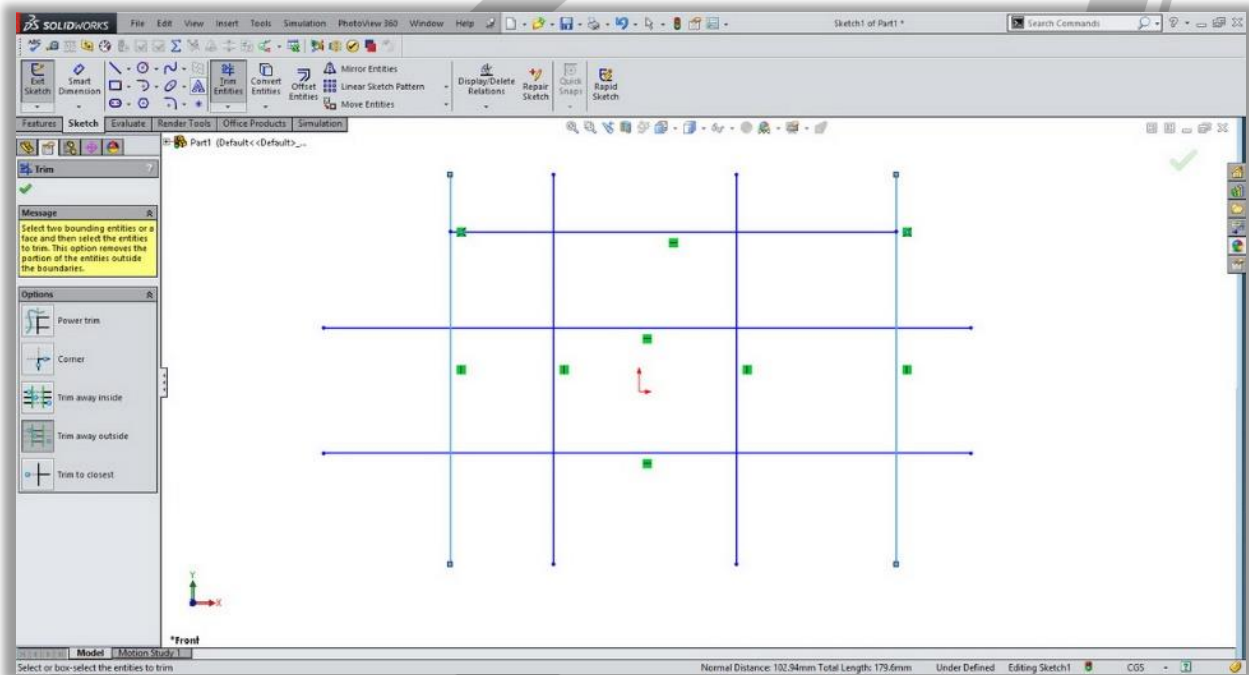 SOLIDWORKS File Edit View Insert Tools Simulation PhotoView 360 Window Help Sketch1 of Part1 * Search Commands
Exit Sketch
Smart Dimension
Trim Entities
Convert Entities
Offset Entities
Mirror Entities
Linear Sketch Pattern
Move Entities
Display/Delete Relations
Repair Sketch
Quick Snaps
Rapid Sketch
Features Sketch Evaluate Render Tools Office Products Simulation
Part1 (Default<<Default>_...
Trim ?
Message
Select two bounding entities or a
face and then select the entities
to trim. This option removes the
portion of the entities outside
the boundaries.
Options
Power trim
Corner
Trim away inside
Trim away outside
Trim to closest
Y
X
*Front
Model Motion Study 1
Select or box-select the entities to trim Normal Distance: 102.94mm Total Length: 179.6mm Under Defined Editing Sketch1 CGS